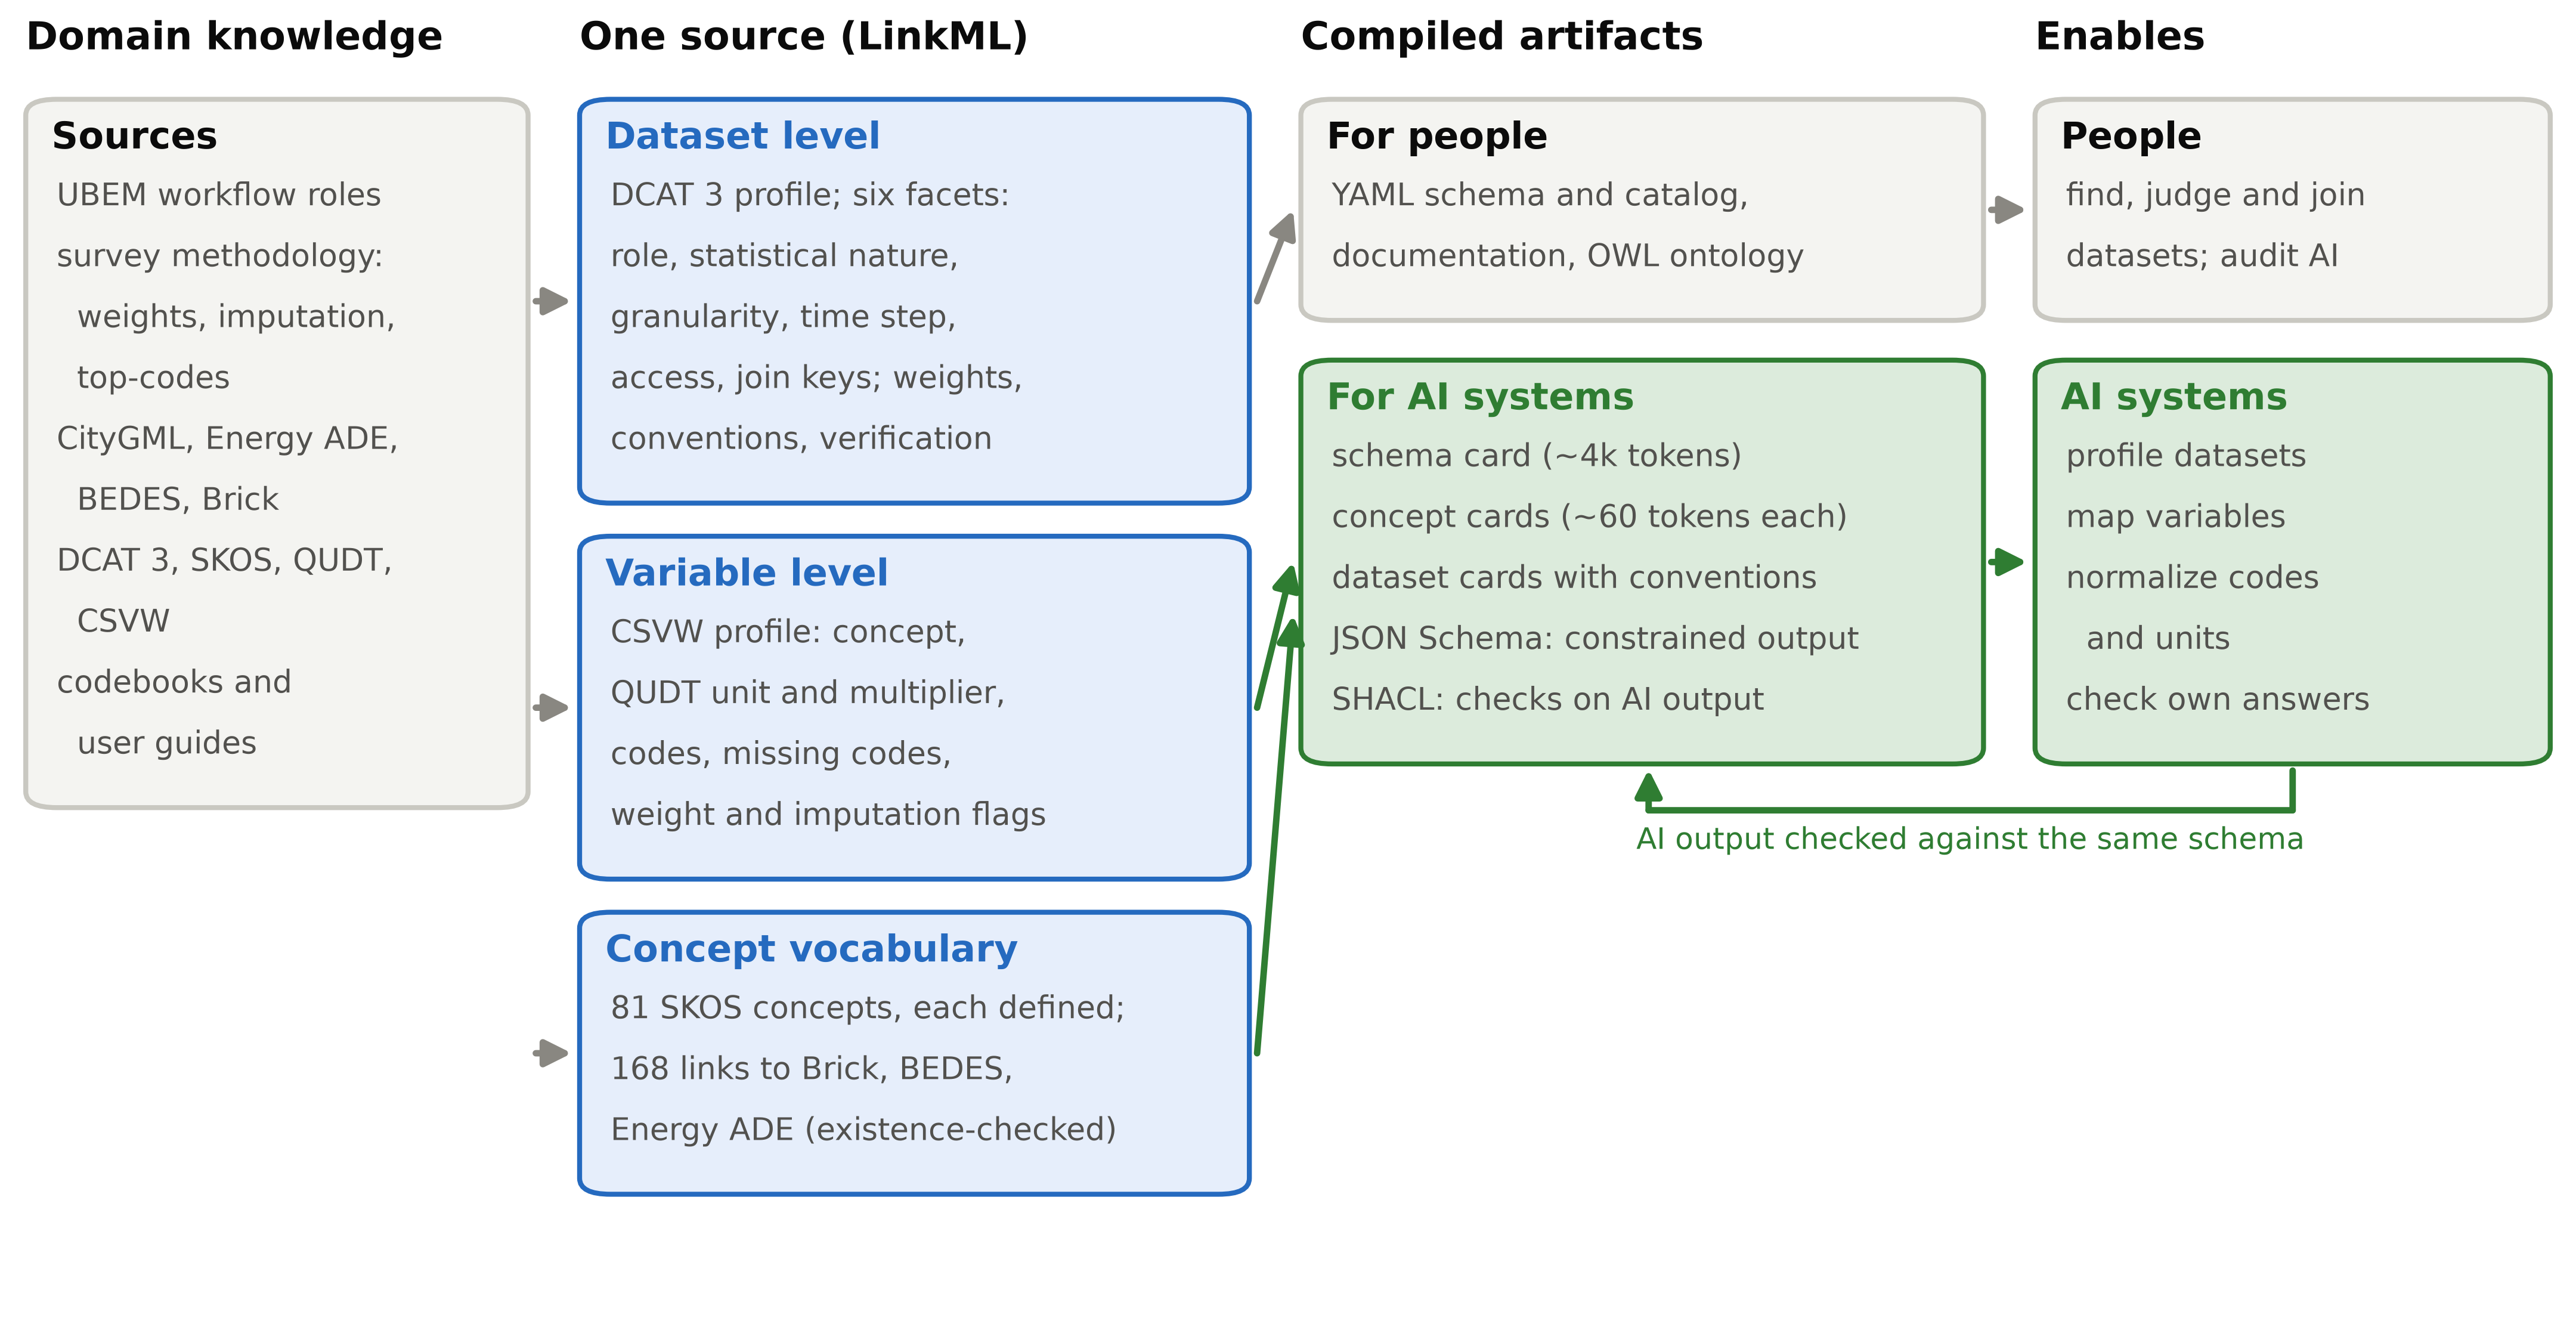 Domain knowledge
Sources
UBEM workflow roles
survey methodology:
weights, imputation,
top-codes
CityGML, Energy ADE,
BEDES, Brick
DCAT 3, SKOS, QUDT,
CSVW
codebooks and
user guides
One source (LinkML)
Dataset level
DCAT 3 profile; six facets:
role, statistical nature,
granularity, time step,
access, join keys; weights,
conventions, verification
Variable level
CSVW profile: concept,
QUDT unit and multiplier,
codes, missing codes,
weight and imputation flags
Concept vocabulary
81 SKOS concepts, each defined;
168 links to Brick, BEDES,
Energy ADE (existence-checked)
Compiled artifacts
For people
YAML schema and catalog,
documentation, OWL ontology
For AI systems
schema card (~4k tokens)
concept cards (~60 tokens each)
dataset cards with conventions
JSON Schema: constrained output
SHACL: checks on AI output
Enables
People
find, judge and join
datasets; audit AI
AI systems
profile datasets
map variables
normalize codes
and units
check own answers
AI output checked against the same schema